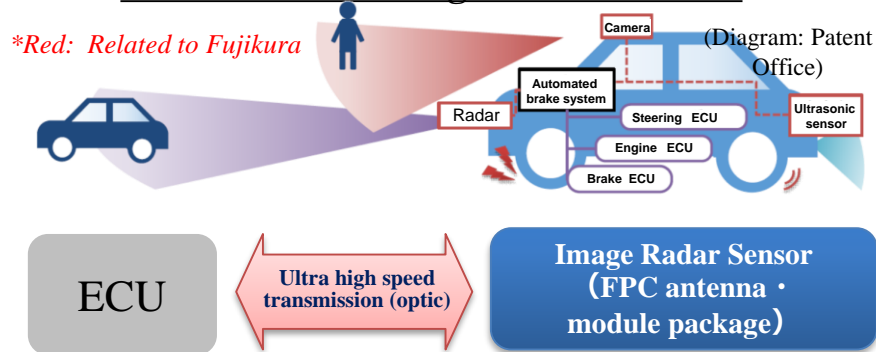 *Red: Related to Fujikura
Camera
(Diagram: Patent
Office)
Automated
brake system
Radar
Ultrasonic
sensor
Steering ECU
Engine ECU
Brake ECU
ECU
Ultra high speed
transmission (optic)
Image Radar Sensor
（FPC antenna・
module package）